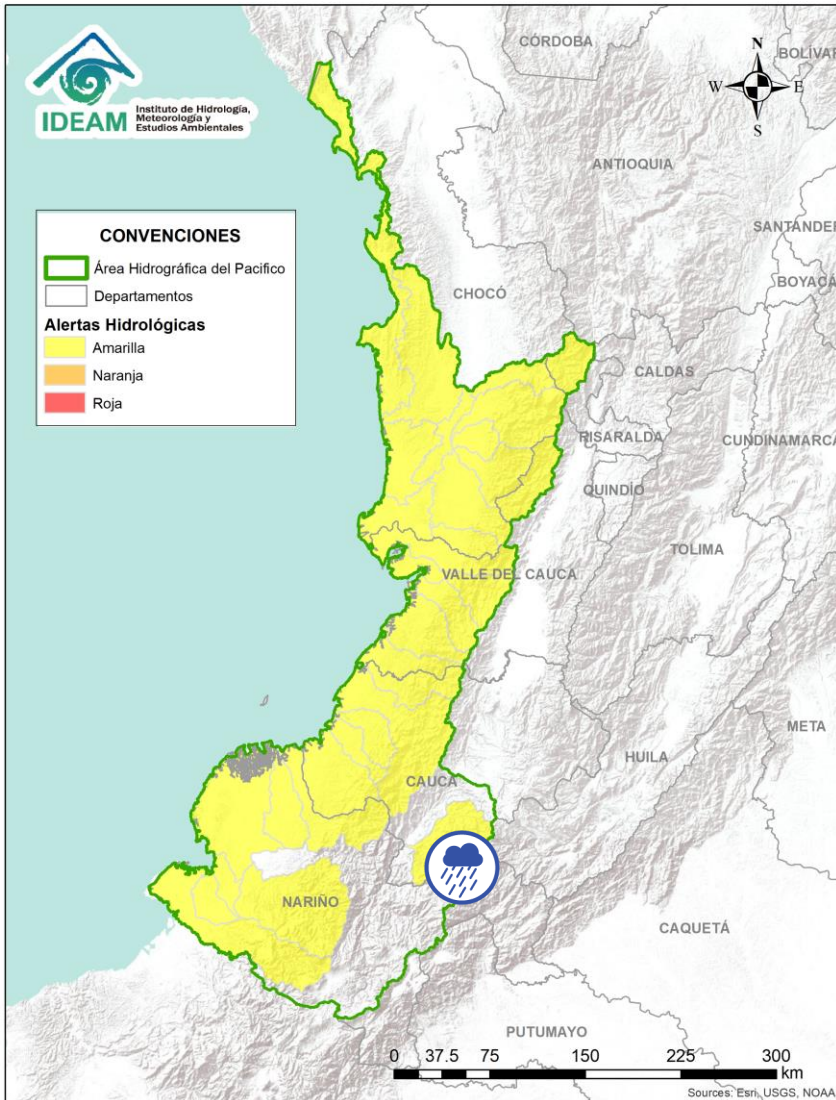 IDEAM
Instituto de Hidrología,
Meteorología y
Estudios Ambientales
CONVENCIONES
Área Hidrográfica del Pacifico
Departamentos
Alertas Hidrológicas
Amarilla
Naranja
Roja
N
W
E
S
CÓRDOBA
BOLÍVAR
ANTIOQUIA
SANTANDER
BOYACÁ
CHOCÓ
CALDAS
RISARALDA
CUNDINAMARCA
QUINDÍO
TOLIMA
VALLE DEL CAUCA
META
HUILA
CAUCA
NARIÑO
CAQUETÁ
PUTUMAYO
0 37.5 75 150 225 300
km
Sources: Esri, USGS, NOAA